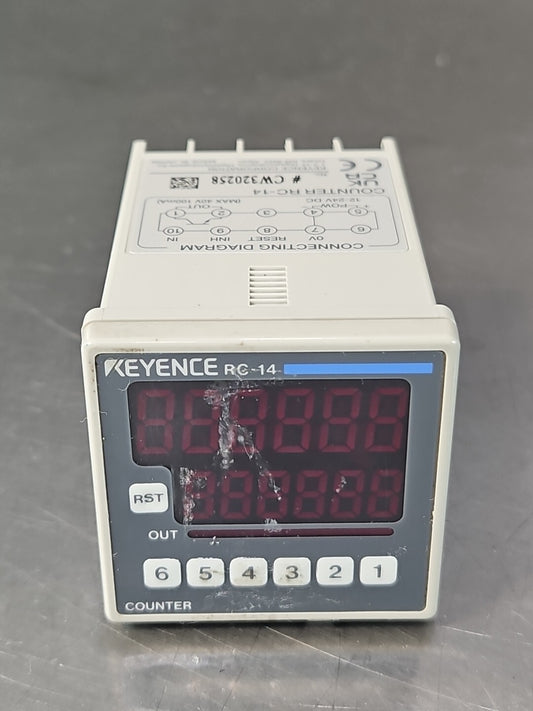 KEYENCE RC-14
RST
OUT
6 5 4 3 2 1
COUNTER
CONNECTING DIAGRAM
6 7 8 9 10
0V RESET INH IN
5 4 3 2 1
+ POW -
OUT
12-24V DC
(MAX 40V 100mA)
COUNTER RC-14
# CW320258
KEYENCE CORPORATION
CE
UK
CA